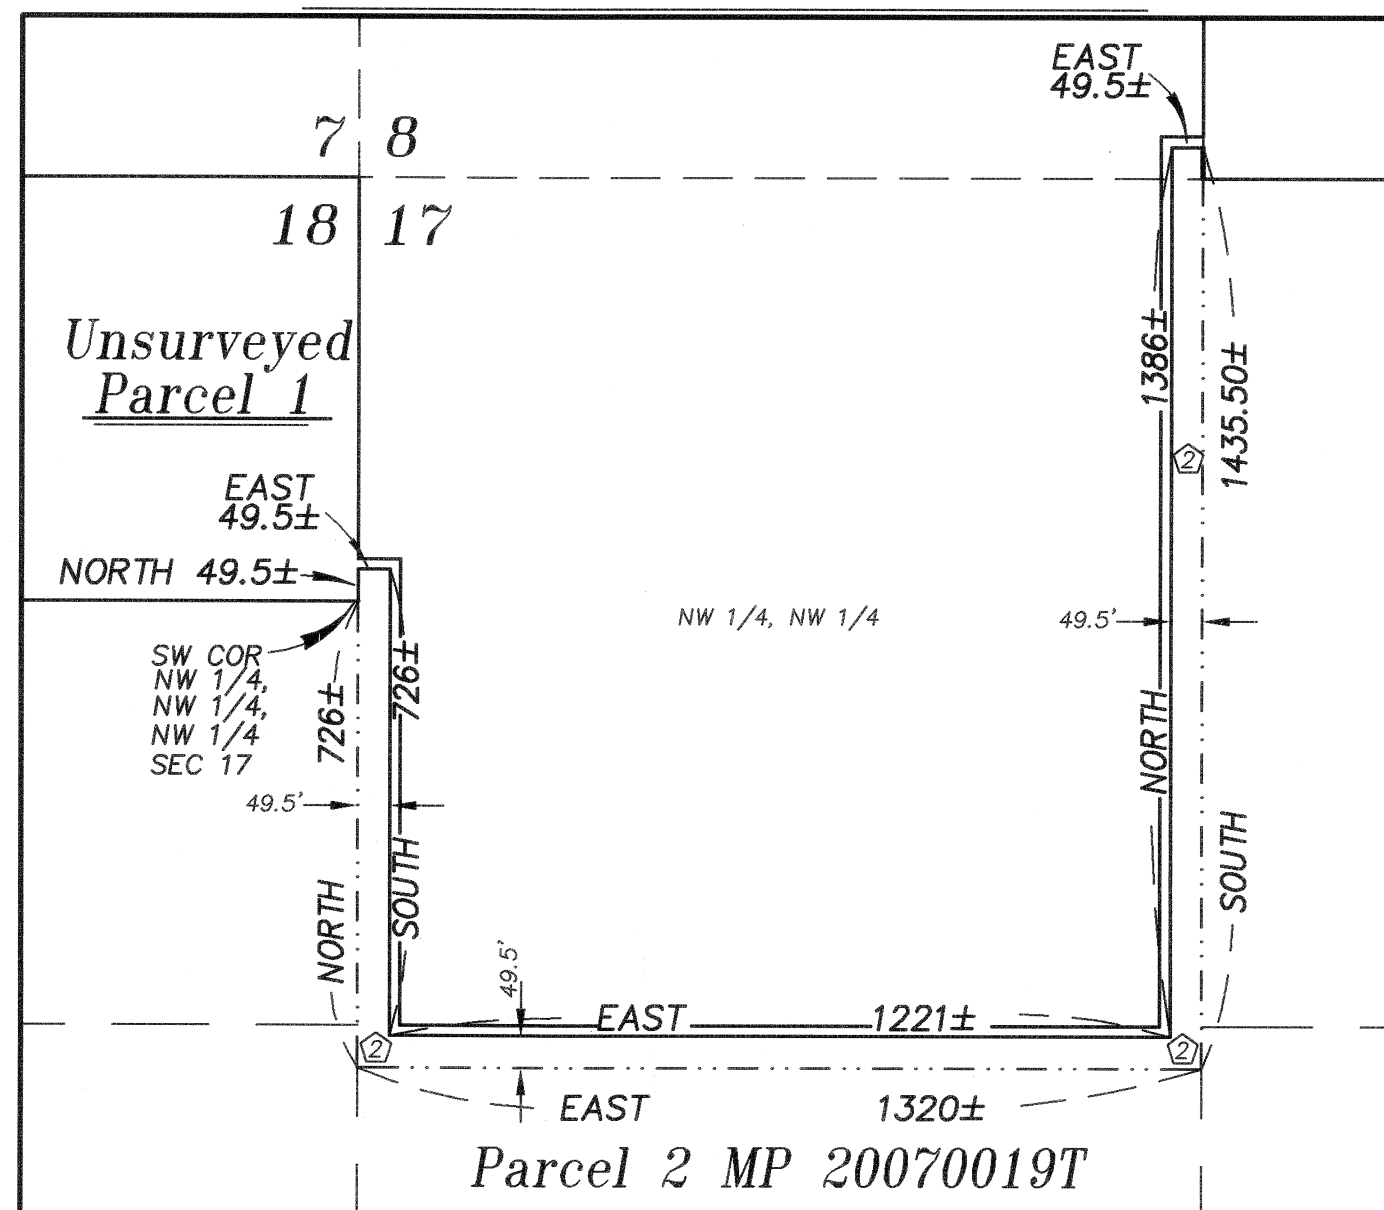 EAST
49.5±
7 8
18 17
Unsurveyed
Parcel 1
1386±
1435.50±
2
EAST
49.5±
NORTH 49.5±
NW 1/4, NW 1/4
49.5'
SW COR
NW 1/4,
NW 1/4,
NW 1/4
SEC 17
726±
726±
NORTH
49.5'
SOUTH
SOUTH
NORTH
49.5'
EAST 1221±
2
2
EAST 1320±
Parcel 2 MP 20070019T